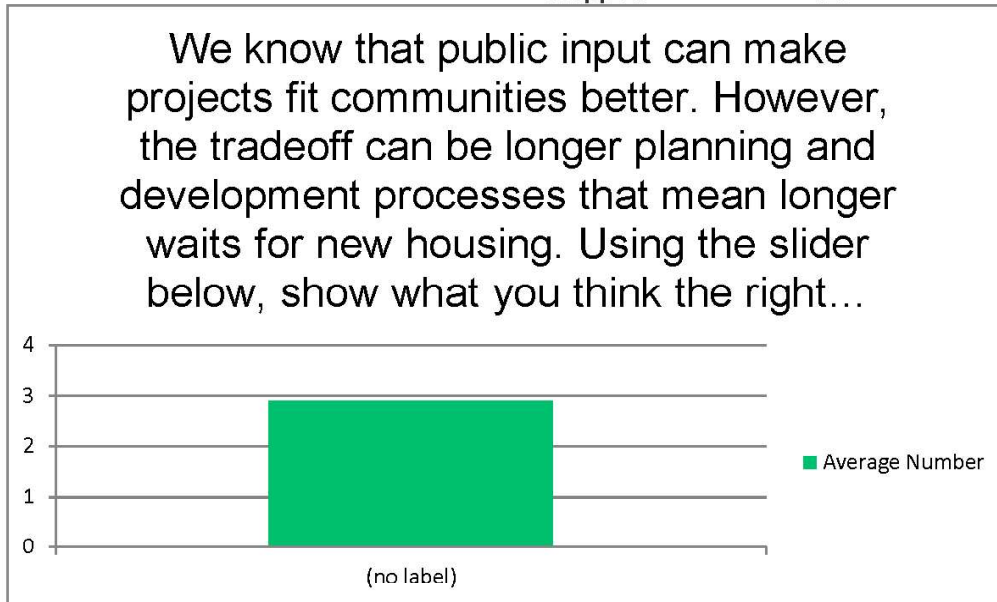 We know that public input can make
projects fit communities better. However,
the tradeoff can be longer planning and
development processes that mean longer
waits for new housing. Using the slider
below, show what you think the right...
4
3
2
1
0
Average Number
(no label)